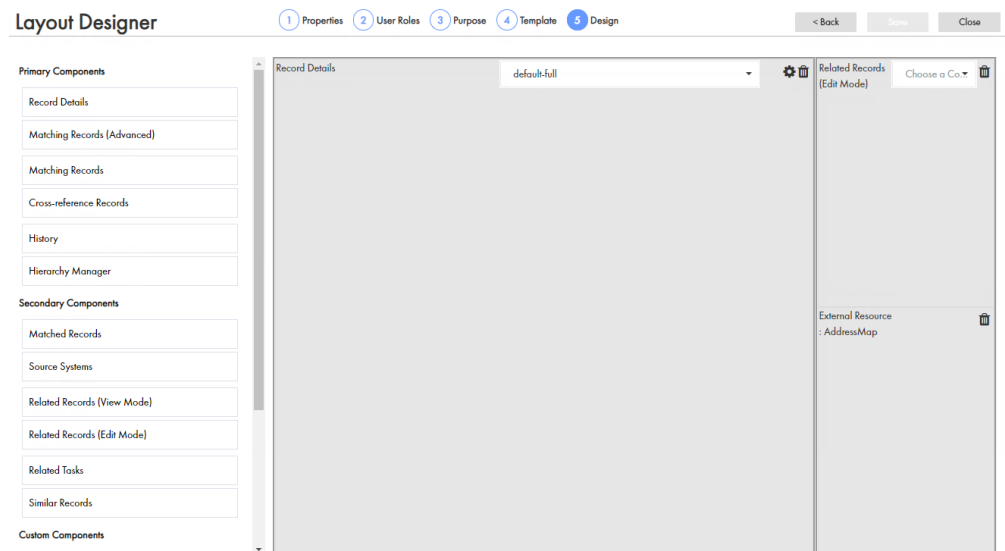 Layout Designer
1 Properties 2 User Roles 3 Purpose 4 Template 5 Design
< Back Save Close
Primary Components
Record Details
Matching Records (Advanced)
Matching Records
Cross-reference Records
History
Hierarchy Manager
Secondary Components
Matched Records
Source Systems
Related Records (View Mode)
Related Records (Edit Mode)
Related Tasks
Similar Records
Custom Components
Record Details
default-full
Related Records
(Edit Mode)
Choose a Co.
External Resource
: AddressMap